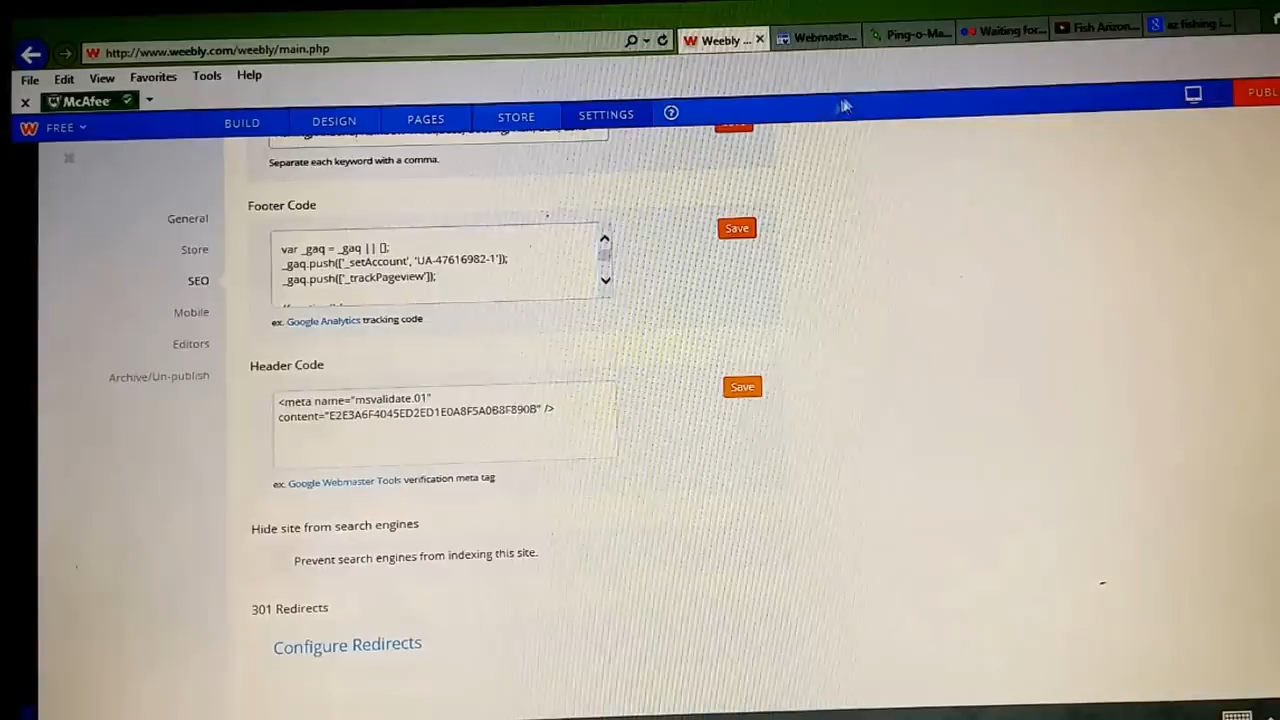 http://www.weebly.com/weebly/main.php
Weebly ...
Webmaste...
Ping-o-Ma...
Waiting for...
Fish Arizon...
az fishing i...
File Edit View Favorites Tools Help
x McAfee
FREE BUILD DESIGN PAGES STORE SETTINGS ? PUBL
Separate each keyword with a comma.
General
Store
SEO
Mobile
Editors
Archive/Un-publish
Footer Code
Save
var _gaq = _gaq || [];
_gaq.push(['_setAccount', 'UA-47616982-1']);
_gaq.push(['_trackPageview']);
ex. Google Analytics tracking code
Header Code
Save
<meta name="msvalidate.01"
content="E2E3A6F4045ED2ED1E0A8F5A0B8F890B" />
ex. Google Webmaster Tools verification meta tag
Hide site from search engines
Prevent search engines from indexing this site.
301 Redirects
Configure Redirects